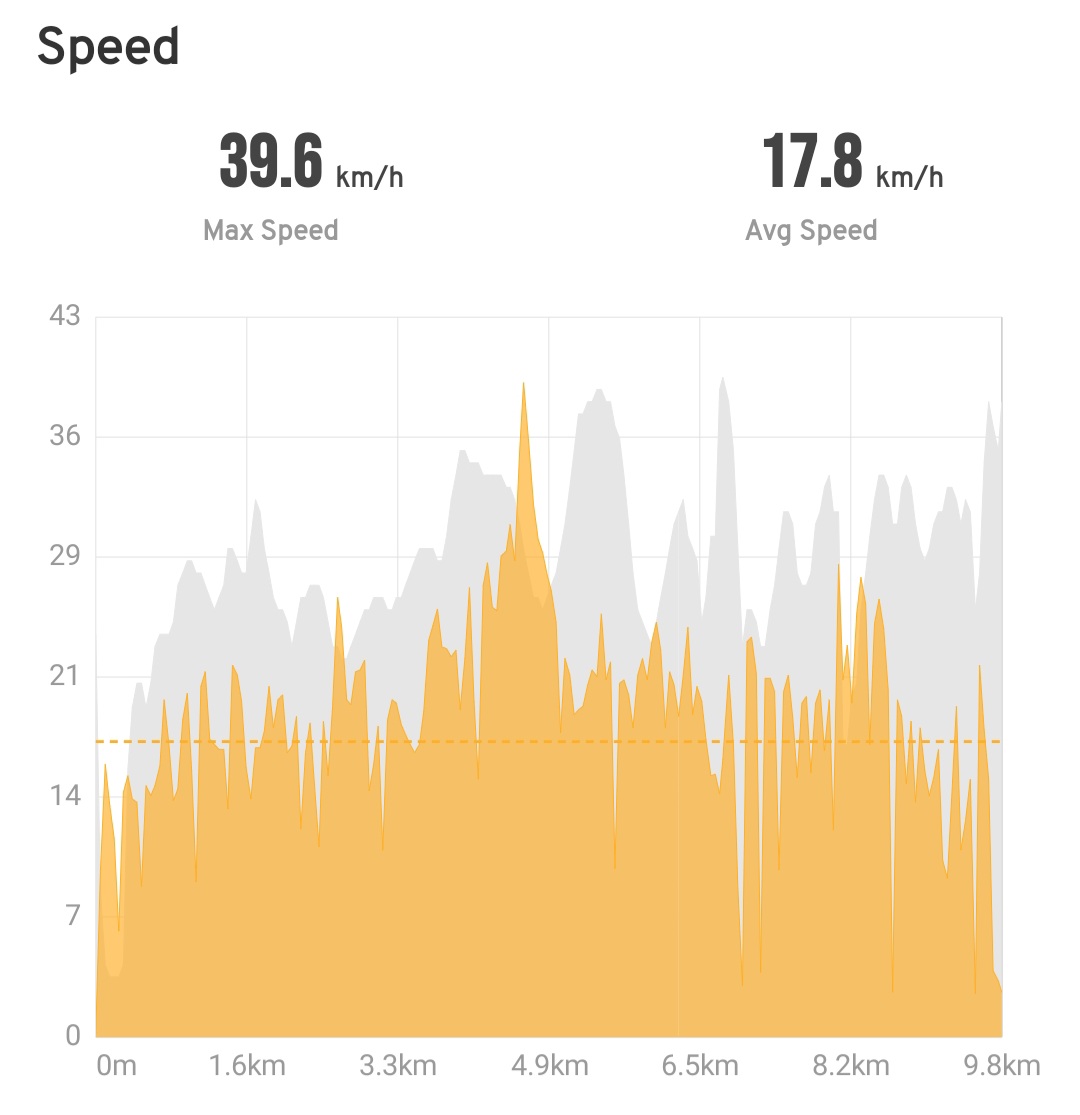 Speed
39.6 km/h
17.8 km/h
Max Speed
Avg Speed
43
36
29
21
14
7
0
0m 1.6km 3.3km 4.9km 6.5km 8.2km 9.8km